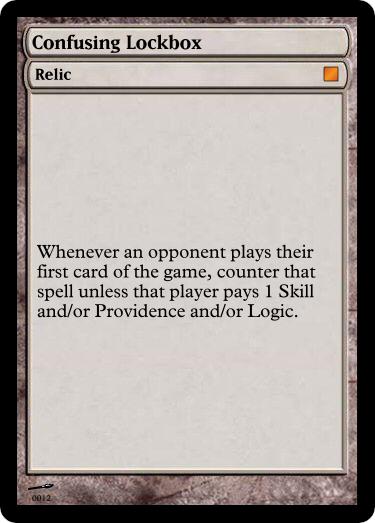 Confusing Lockbox
Relic
Whenever an opponent plays their
first card of the game, counter that
spell unless that player pays 1 Skill
and/or Providence and/or Logic.
0012